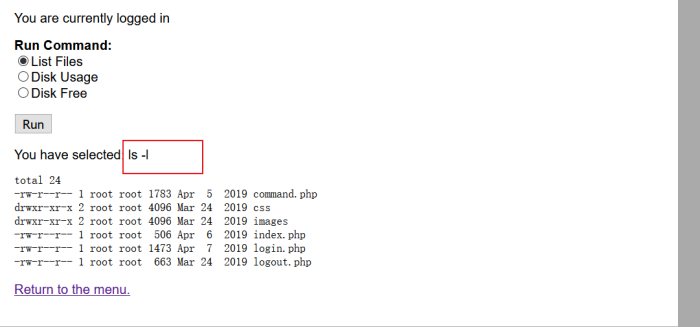 You are currently logged in
Run Command:
List Files
Disk Usage
Disk Free
Run
You have selected: ls -l
total 24
-rw-r--r-- 1 root root 1783 Apr  5  2019 command.php
drwxr-xr-x 2 root root 4096 Mar 24  2019 css
drwxr-xr-x 2 root root 4096 Mar 24  2019 images
-rw-r--r-- 1 root root  506 Apr  6  2019 index.php
-rw-r--r-- 1 root root 1473 Apr  7  2019 login.php
-rw-r--r-- 1 root root  663 Mar 24  2019 logout.php
Return to the menu.